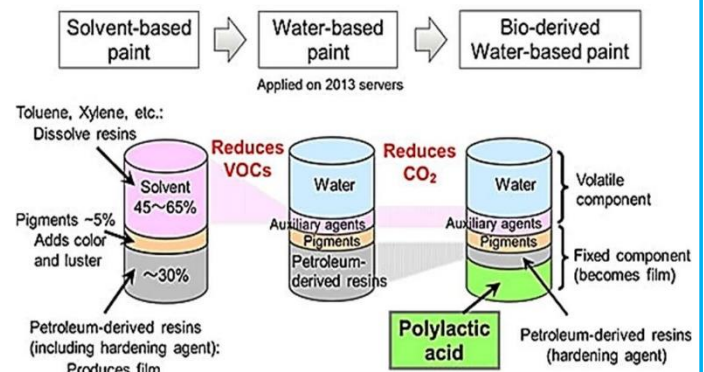 Solvent-based
paint
Water-based
paint
Bio-derived
Water-based paint
Applied on 2013 servers
Toluene, Xylene, etc.:
Dissolve resins
Reduces
VOCs
Reduces
CO₂
Solvent
45~65%
Water
Water
Volatile
component
Pigments ~5%
Adds color
and luster
Auxiliary agents
Pigments
Auxiliary agents
Pigments
~30%
Petroleum-
derived resins
Fixed component
(becomes film)
Petroleum-derived resins
(including hardening agent):
Produces film
Polylactic
acid
Petroleum-derived resins
(hardening agent)